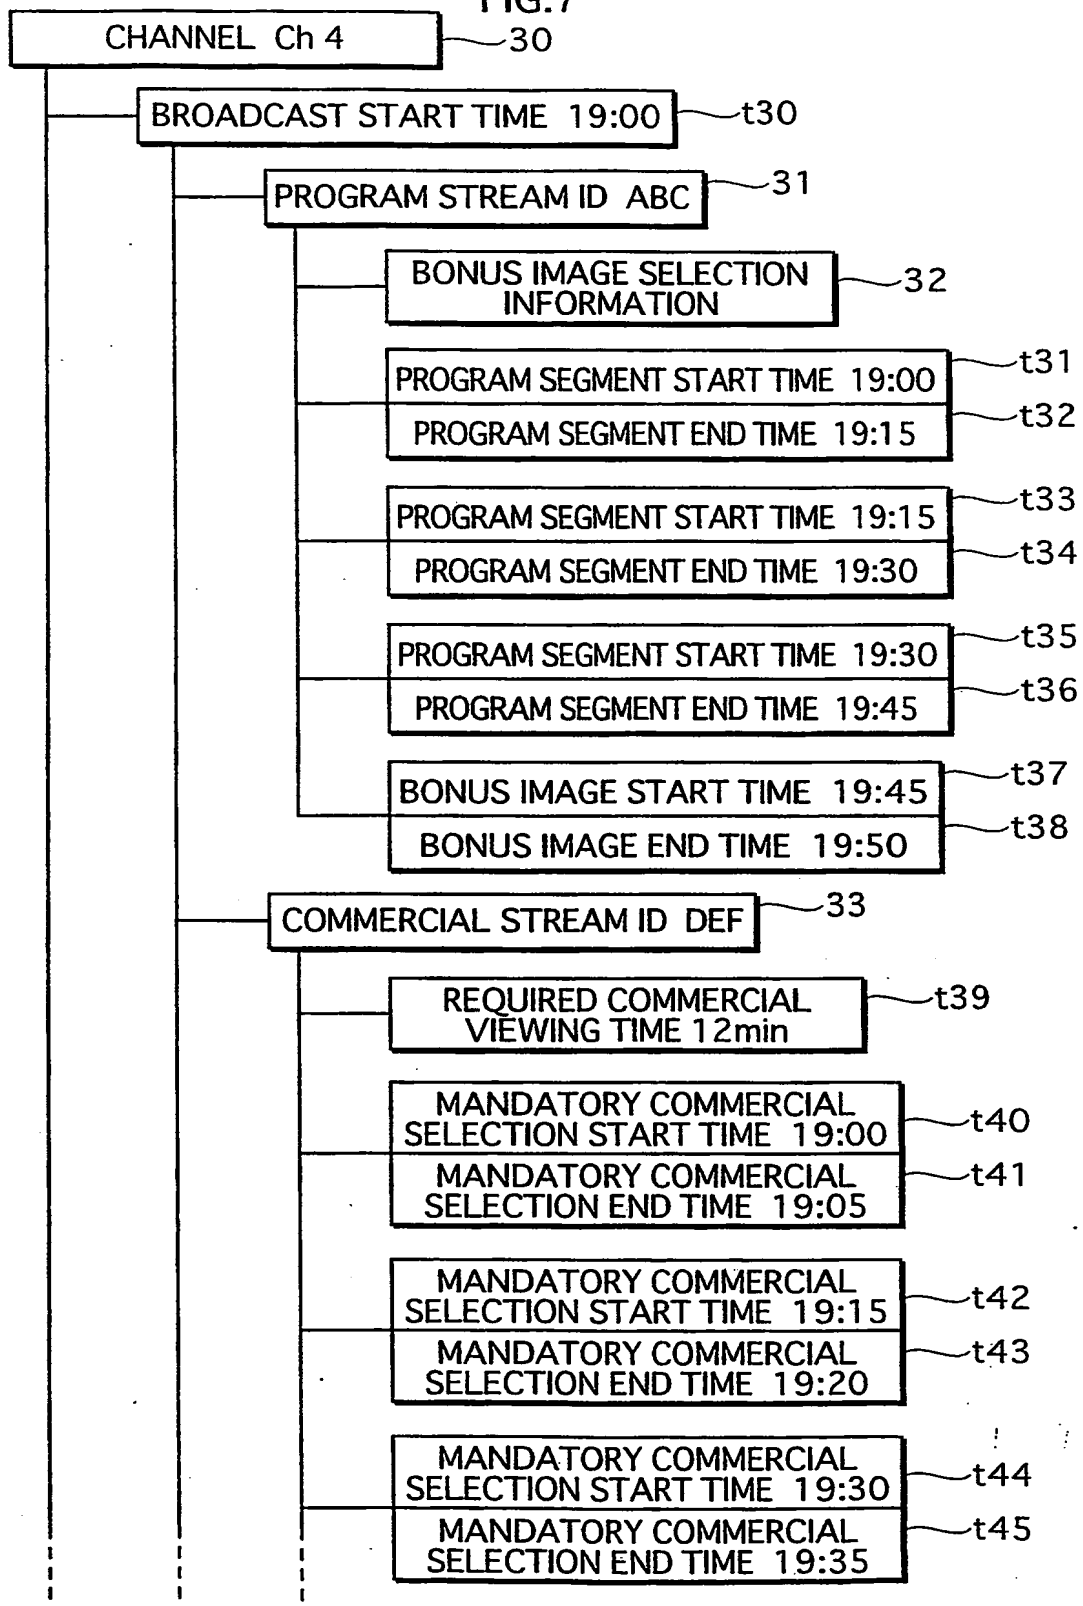 FIG.7
CHANNEL Ch 4
30
BROADCAST START TIME 19:00
t30
PROGRAM STREAM ID ABC
31
BONUS IMAGE SELECTION
INFORMATION
32
PROGRAM SEGMENT START TIME 19:00
t31
PROGRAM SEGMENT END TIME 19:15
t32
PROGRAM SEGMENT START TIME 19:15
t33
PROGRAM SEGMENT END TIME 19:30
t34
PROGRAM SEGMENT START TIME 19:30
t35
PROGRAM SEGMENT END TIME 19:45
t36
BONUS IMAGE START TIME 19:45
t37
BONUS IMAGE END TIME 19:50
t38
COMMERCIAL STREAM ID DEF
33
REQUIRED COMMERCIAL
VIEWING TIME 12min
t39
MANDATORY COMMERCIAL
SELECTION START TIME 19:00
t40
MANDATORY COMMERCIAL
SELECTION END TIME 19:05
t41
MANDATORY COMMERCIAL
SELECTION START TIME 19:15
t42
MANDATORY COMMERCIAL
SELECTION END TIME 19:20
t43
MANDATORY COMMERCIAL
SELECTION START TIME 19:30
t44
MANDATORY COMMERCIAL
SELECTION END TIME 19:35
t45